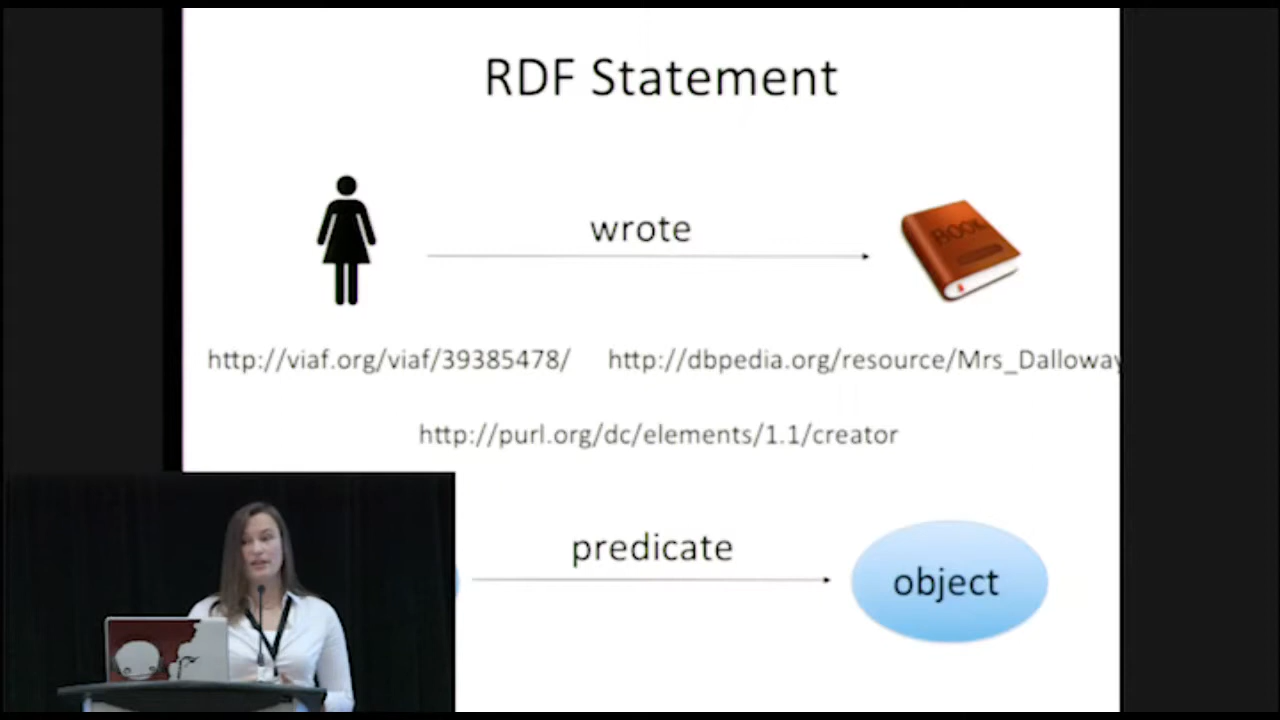 RDF Statement
wrote
BOOK
http://viaf.org/viaf/39385478/
http://dbpedia.org/resource/Mrs_Dalloway
http://purl.org/dc/elements/1.1/creator
predicate
object